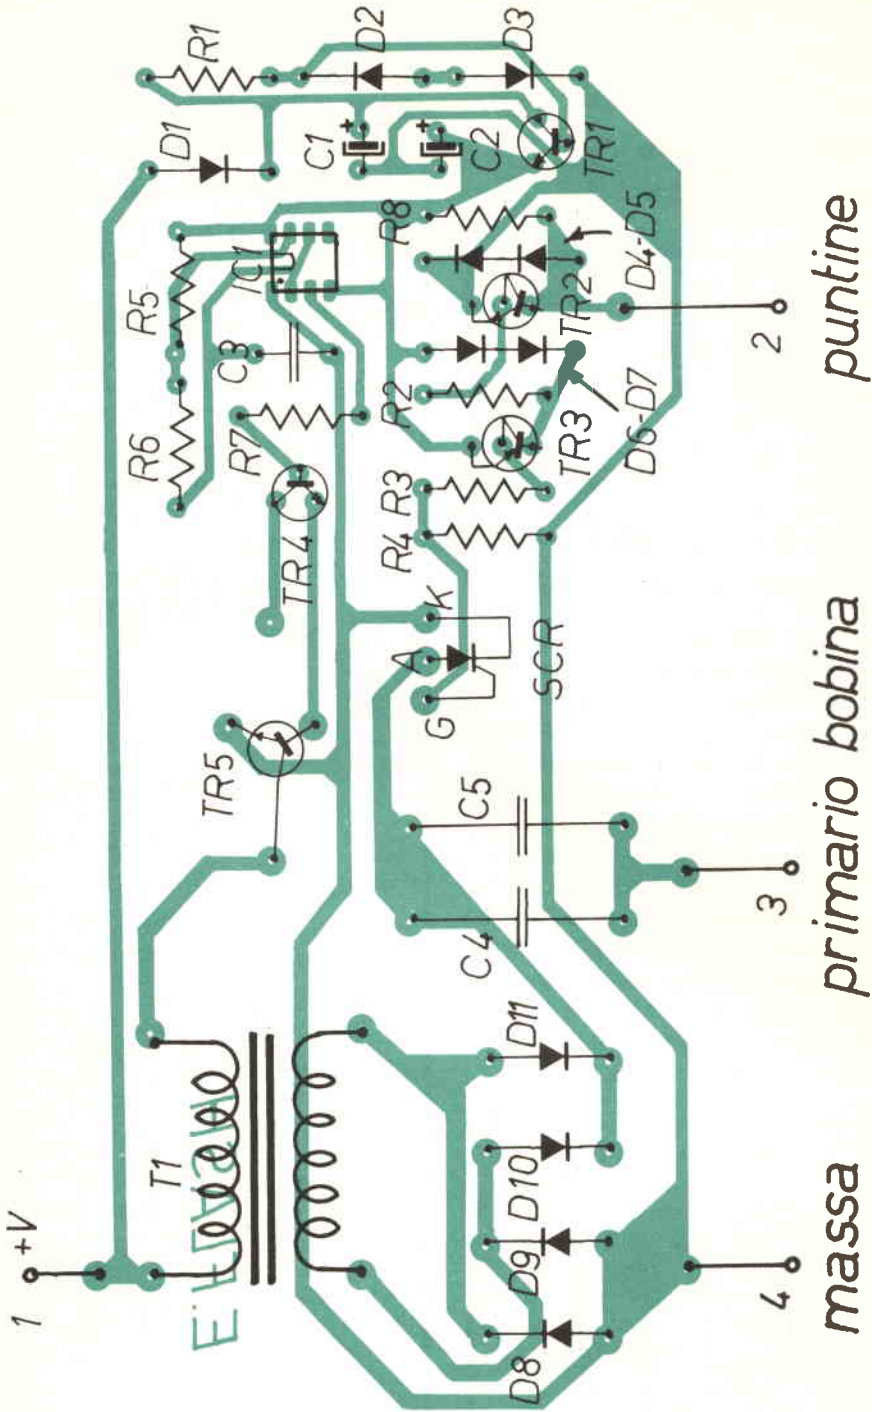 1
+V
T1
D1
R1
D2
D3
R5
IC1
C1
+
C2
+
TR1
R6
C3
R8
R7
TR4
R2
TR2
D4-D5
TR3
D6-D7
R4
R3
TR5
G
A
K
SCR
C4
C5
D8
D9
D10
D11
4
massa
3
primario bobina
2
puntine